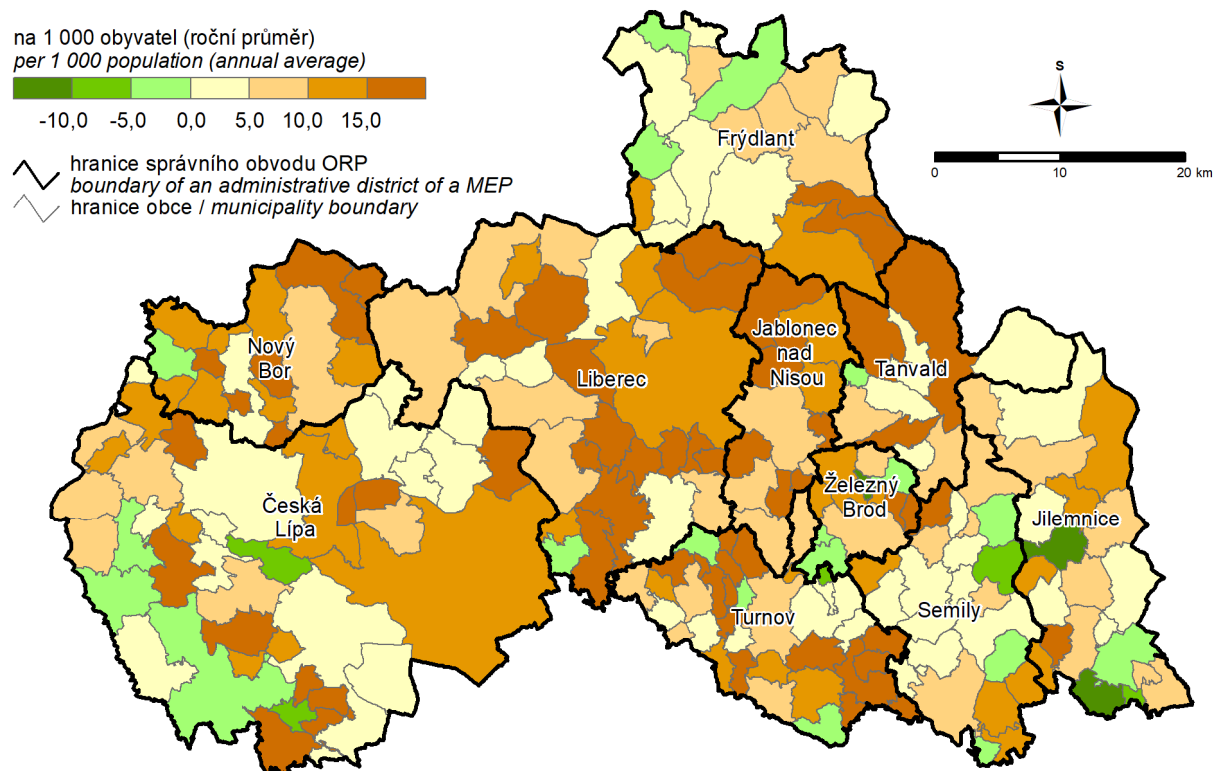 na 1 000 obyvatel (roční průměr)
per 1 000 population (annual average)
-10,0 -5,0 0,0 5,0 10,0 15,0
hranice správního obvodu ORP
boundary of an administrative district of a MEP
hranice obce / municipality boundary
S
0 10 20 km
Frýdlant
Nový
Bor
Liberec
Jablonec
nad
Nisou
Tanvald
Česká
Lípa
Železný
Brod
Jilemnice
Turnov
Semily